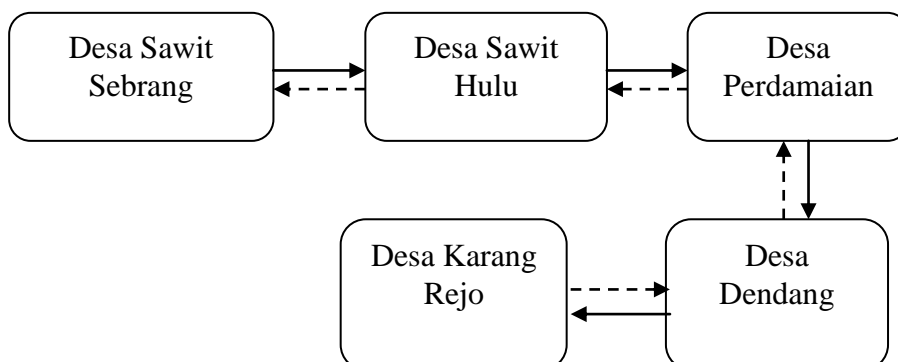 Desa Sawit
Sebrang
Desa Sawit
Hulu
Desa
Perdamaian
Desa Karang
Rejo
Desa
Dendang